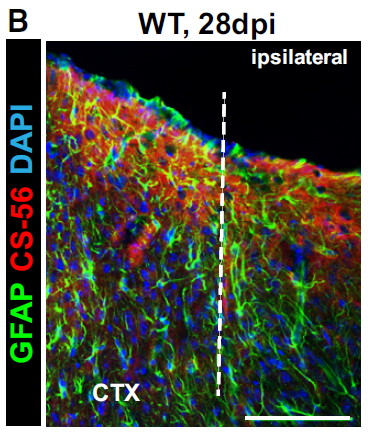 B
WT, 28dpi
ipsilateral
GFAP CS-56 DAPI
CTX